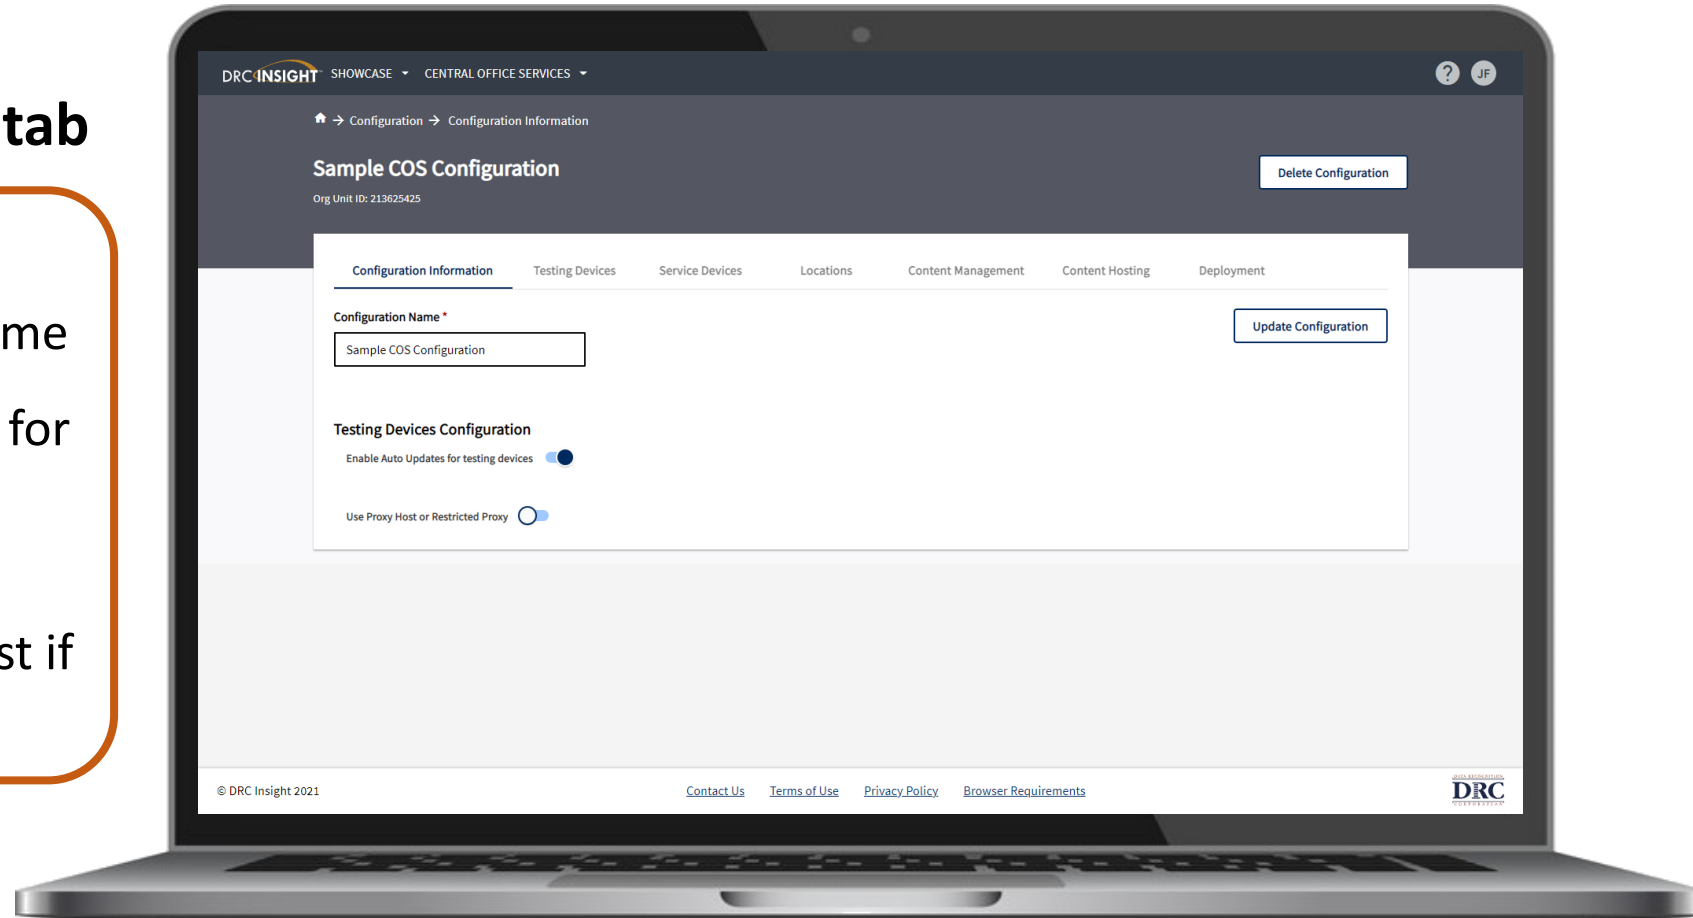 tab
me
for
st if
DRC INSIGHT SHOWCASE CENTRAL OFFICE SERVICES ? JF
Configuration → Configuration Information
Sample COS Configuration
Delete Configuration
Org Unit ID: 213625425
Configuration Information Testing Devices Service Devices Locations Content Management Content Hosting Deployment
Configuration Name *
Update Configuration
Sample COS Configuration
Testing Devices Configuration
Enable Auto Updates for testing devices
Use Proxy Host or Restricted Proxy
© DRC Insight 2021 Contact Us Terms of Use Privacy Policy Browser Requirements
DATA RECOGNITION
DRC
CORPORATION